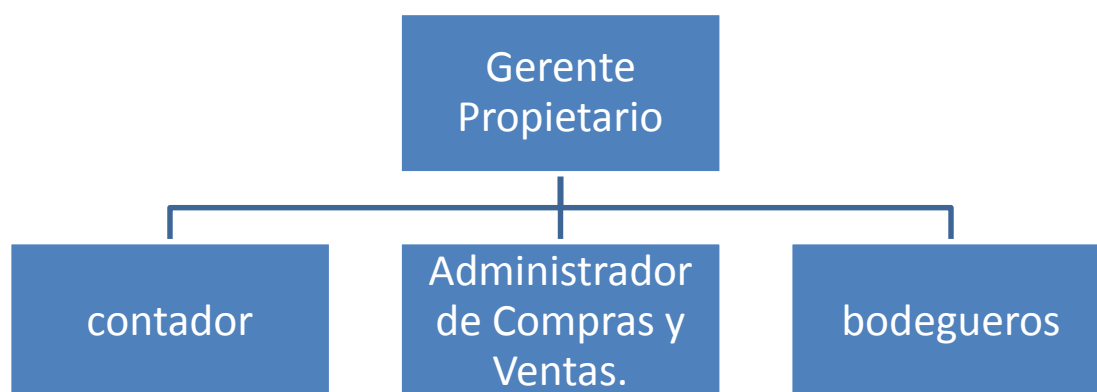 Gerente
Propietario
contador
Administrador
de Compras y
Ventas.
bodegueros